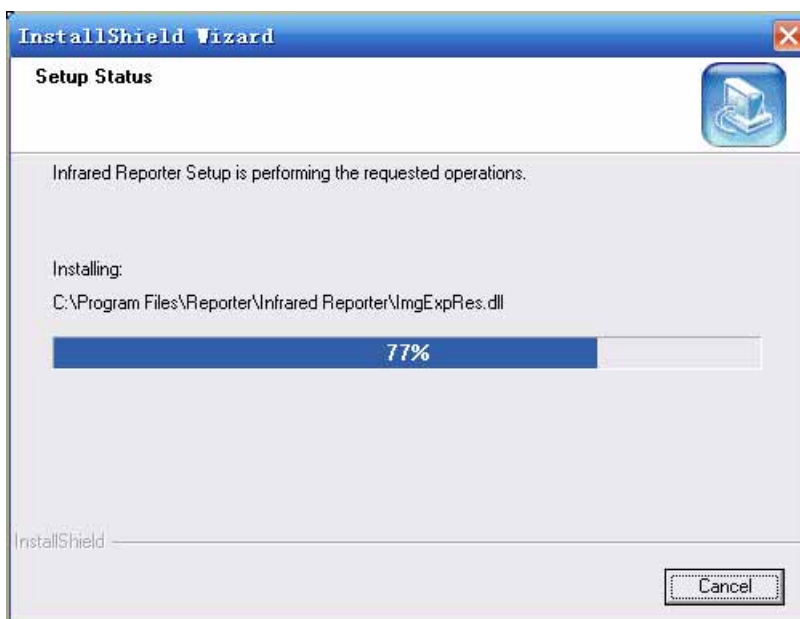 InstallShield Wizard
Setup Status
Infrared Reporter Setup is performing the requested operations.
Installing:
C:\Program Files\Reporter\Infrared Reporter\ImgExpRes.dll
77%
InstallShield
Cancel